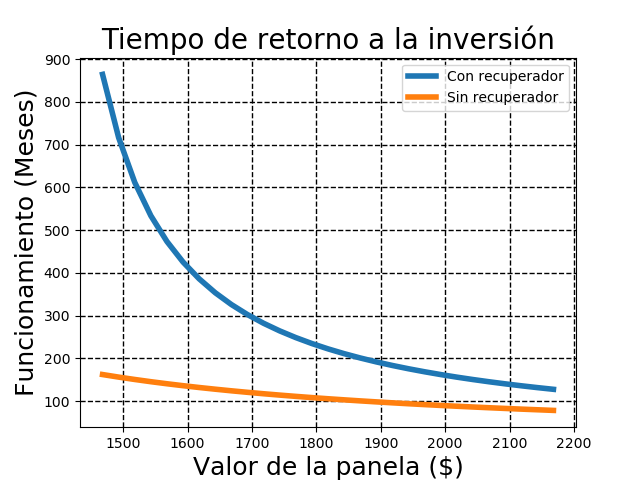 Tiempo de retorno a la inversión
Con recuperador
Sin recuperador
Funcionamiento (Meses)
900
800
700
600
500
400
300
200
100
1500 1600 1700 1800 1900 2000 2100 2200
Valor de la panela ($)